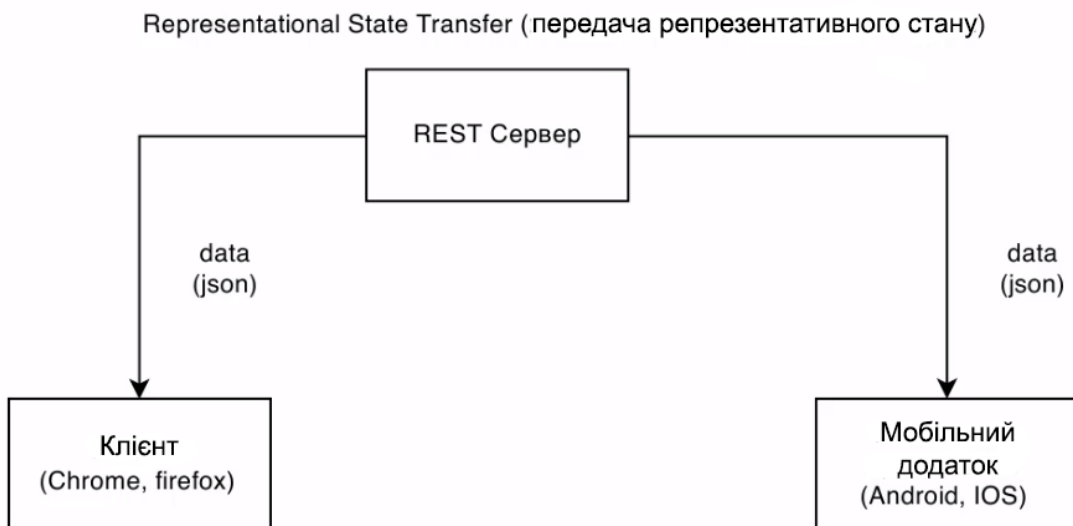 Representational State Transfer (передача репрезентативного стану)
REST Сервер
data
(json)
data
(json)
Клієнт
(Chrome, firefox)
Мобільний
додаток
(Android, IOS)